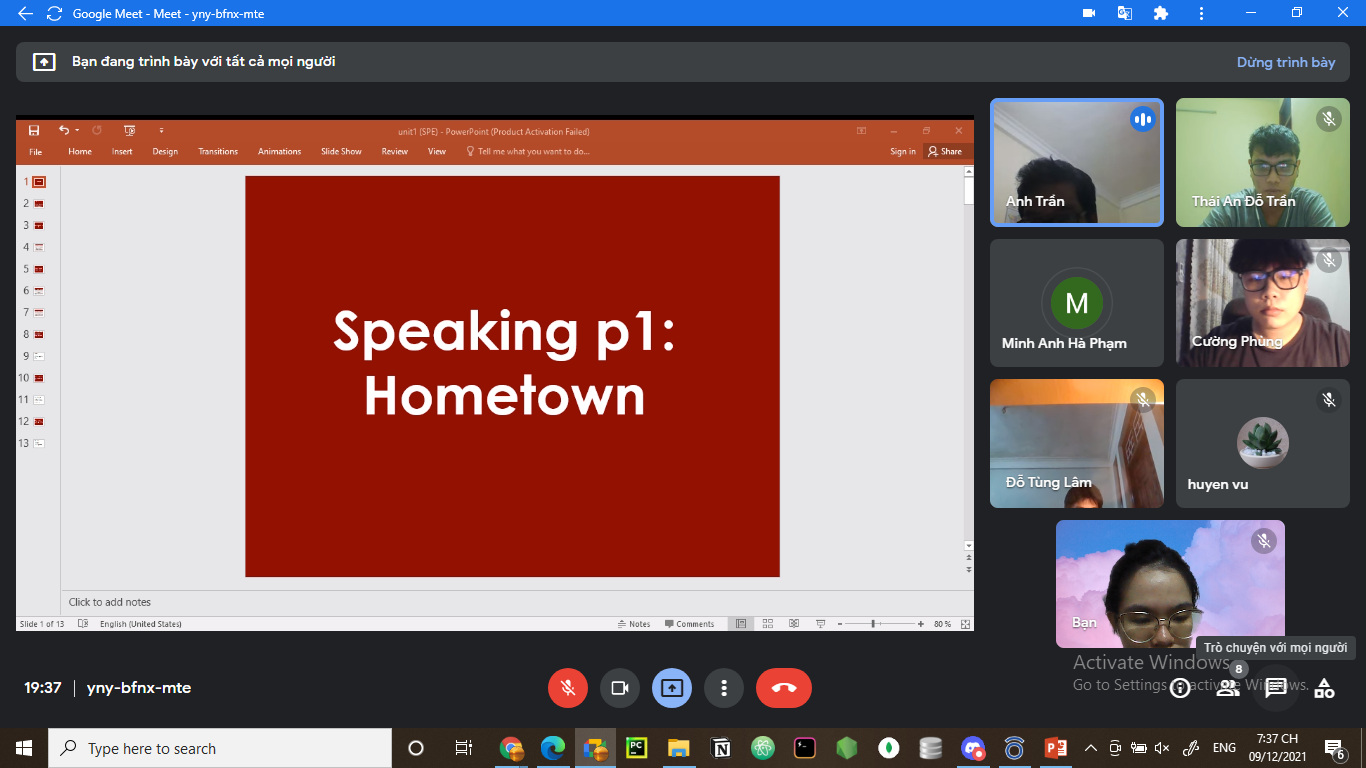 Google Meet - Meet - yny-bfnx-mte
Bạn đang trình bày với tất cả mọi người
Dừng trình bày
unit1 (SPE) - PowerPoint (Product Activation Failed)
File Home Insert Design Transitions Animations Slide Show Review View Tell me what you want to do... Sign in Share
1
2
3
4
5
6
7
8
9
10
11
12
13
Speaking p1:
Hometown
Click to add notes
Slide 1 of 13 English (United States) Notes Comments 80 %
Anh Trần
Thái An Đỗ Trần
M
Minh Anh Hà Phạm
Cường Phùng
Đỗ Tùng Lâm
huyen vu
Bạn
Trò chuyện với mọi người
Activate Windows
Go to Settings to activate Windows.
8
19:37 yny-bfnx-mte
Type here to search
PC
N
ENG
7:37 CH
09/12/2021
6